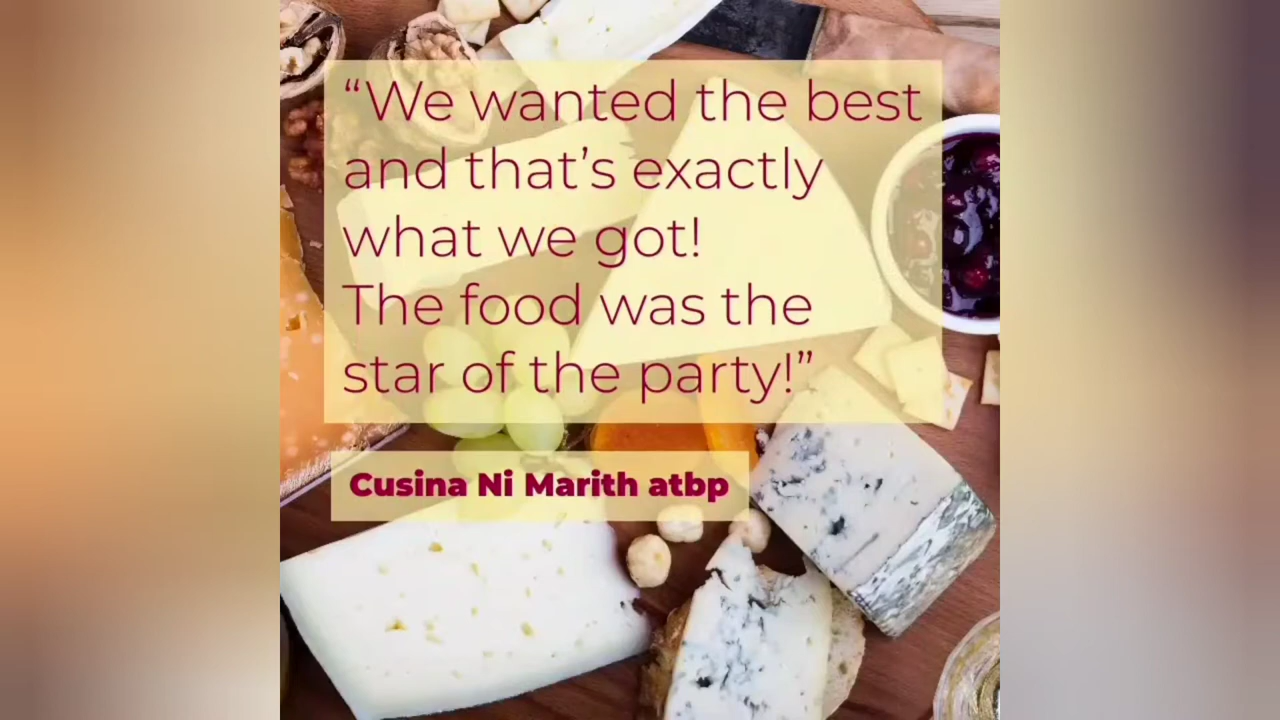 “We wanted the best
and that’s exactly
what we got!
The food was the
star of the party!”
Cusina Ni Marith atbp